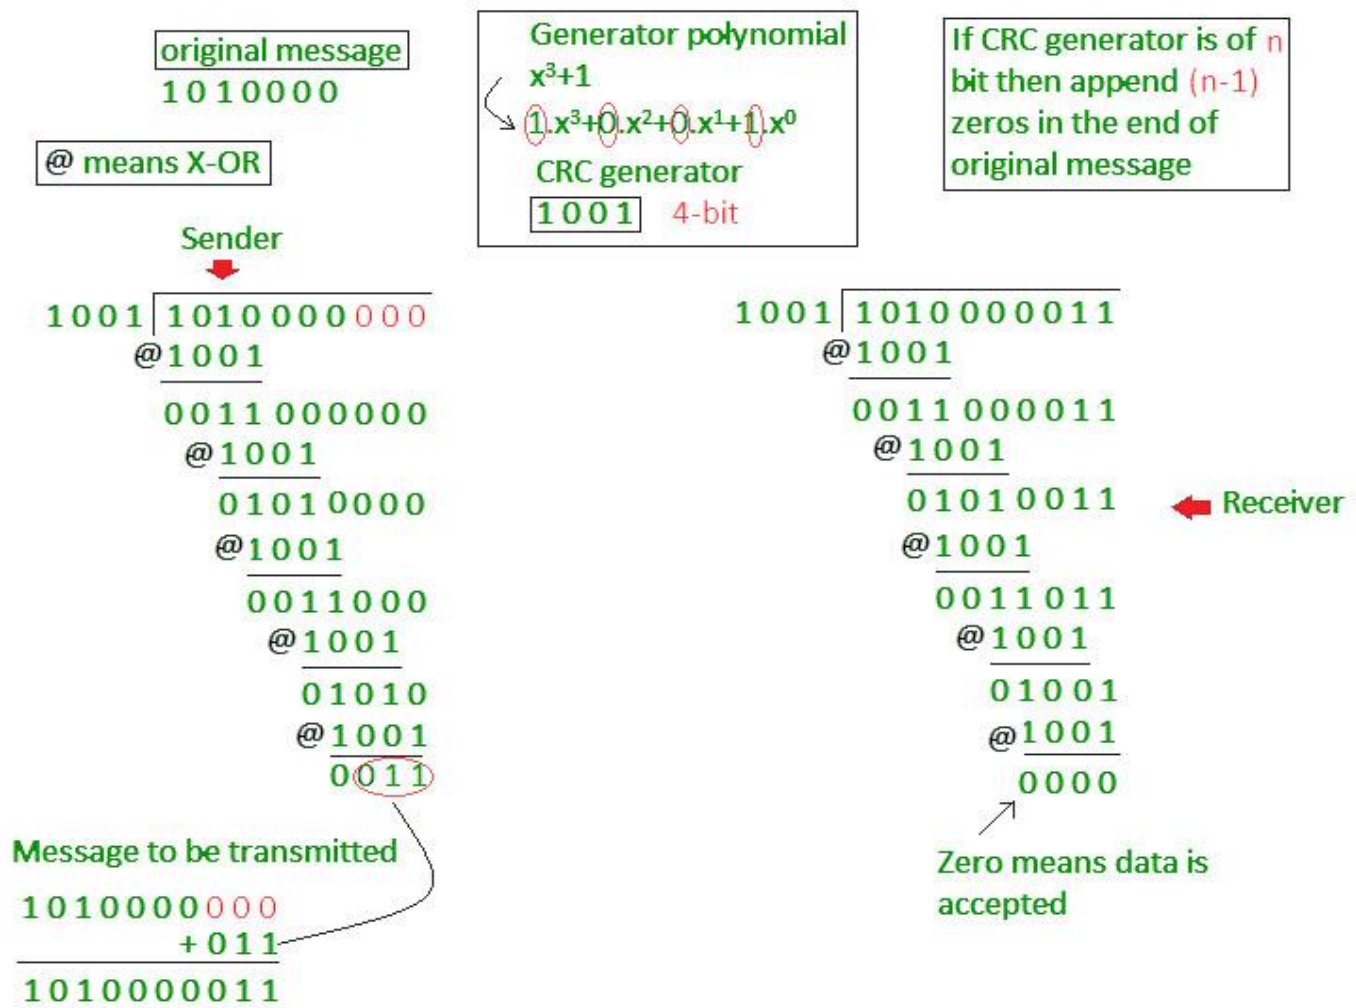 original message
1010000
@ means X-OR
Generator polynomial
x³+1
1.x³+0.x²+0.x¹+1.x⁰
CRC generator
1001 4-bit
If CRC generator is of n
bit then append (n-1)
zeros in the end of
original message
Sender
1001 1010000000
@1001
0011000000
@1001
01010000
@1001
0011000
@1001
01010
@1001
0011
Message to be transmitted
1010000000
+011
1010000011
1001 1010000011
@1001
0011000011
@1001
01010011
@1001
0011011
@1001
01001
@1001
0000
Receiver
Zero means data is
accepted